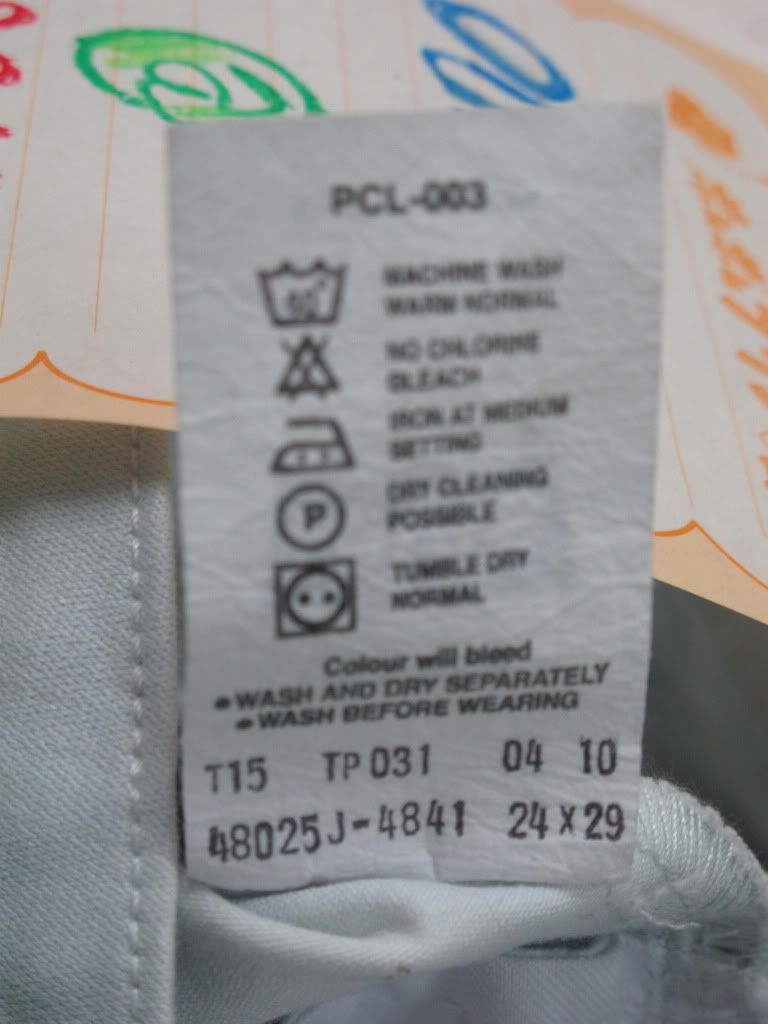 PCL-003
40°
MACHINE WASH
WARM NORMAL
NO CHLORINE
BLEACH
IRON AT MEDIUM
SETTING
P
DRY CLEANING
POSSIBLE
TUMBLE DRY
NORMAL
Colour will bleed
• WASH AND DRY SEPARATELY
• WASH BEFORE WEARING
T15 TP 031 04 10
48025J-4841 24 X 29